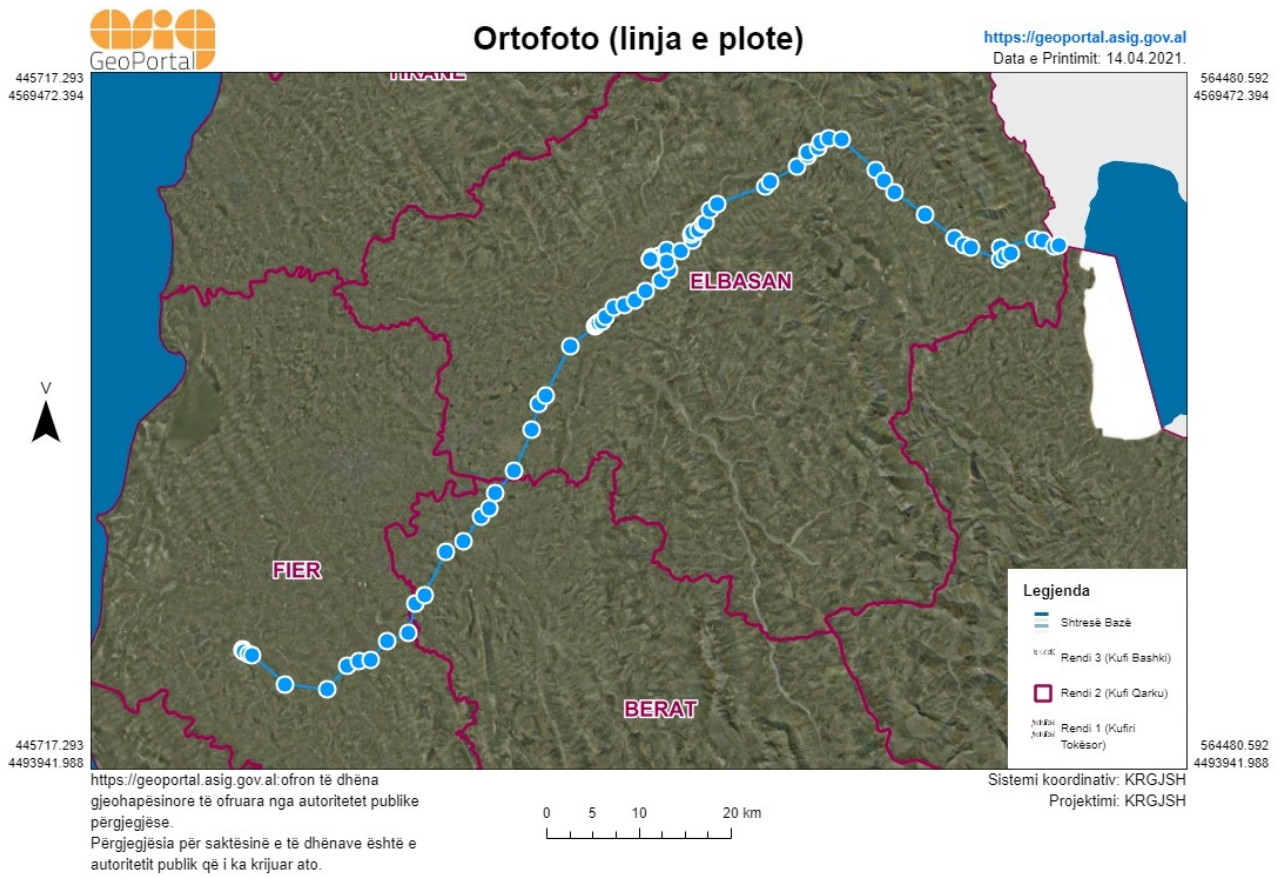 asig
GeoPortal
Ortofoto (linja e plote)
https://geoportal.asig.gov.al
Data e Printimit: 14.04.2021.
445717.293
4569472.394
564480.592
4569472.394
TIRANË
ELBASAN
V
FIER
BERAT
Legjenda
Shtresë Bazë
Rendi 3 (Kufi Bashki)
Rendi 2 (Kufi Qarku)
Rendi 1 (Kufiri
Tokësor)
445717.293
4493941.988
564480.592
4493941.988
https://geoportal.asig.gov.al:ofron të dhëna
gjeohapësinore të ofruara nga autoritetet publike
përgjegjëse.
Përgjegjësia për saktësinë e të dhënave është e
autoritetit publik që i ka krijuar ato.
0 5 10 20 km
Sistemi koordinativ: KRGJSH
Projektimi: KRGJSH